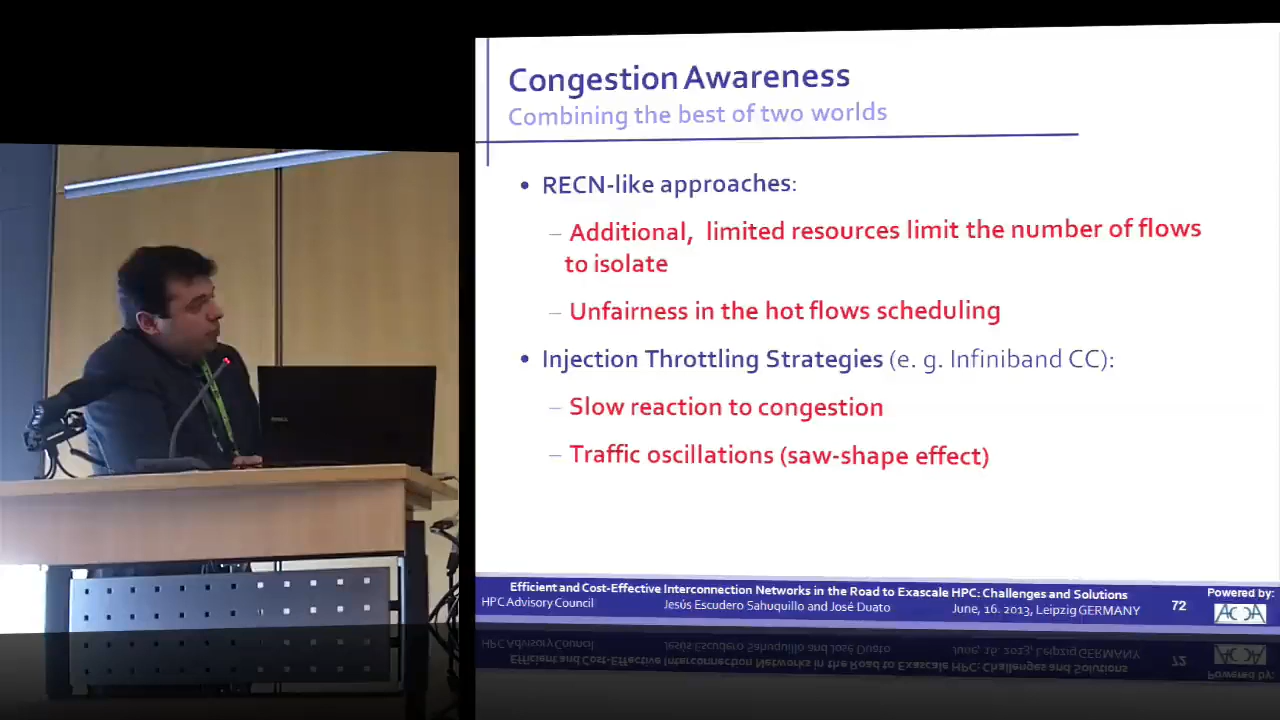 Congestion Awareness
Combining the best of two worlds
• RECN-like approaches:
– Additional, limited resources limit the number of flows
to isolate
– Unfairness in the hot flows scheduling
• Injection Throttling Strategies (e. g. Infiniband CC):
– Slow reaction to congestion
– Traffic oscillations (saw-shape effect)
Efficient and Cost-Effective Interconnection Networks in the Road to Exascale HPC: Challenges and Solutions
HPC Advisory Council Jesús Escudero Sahuquillo and José Duato June, 16. 2013, Leipzig GERMANY 72
Powered by: